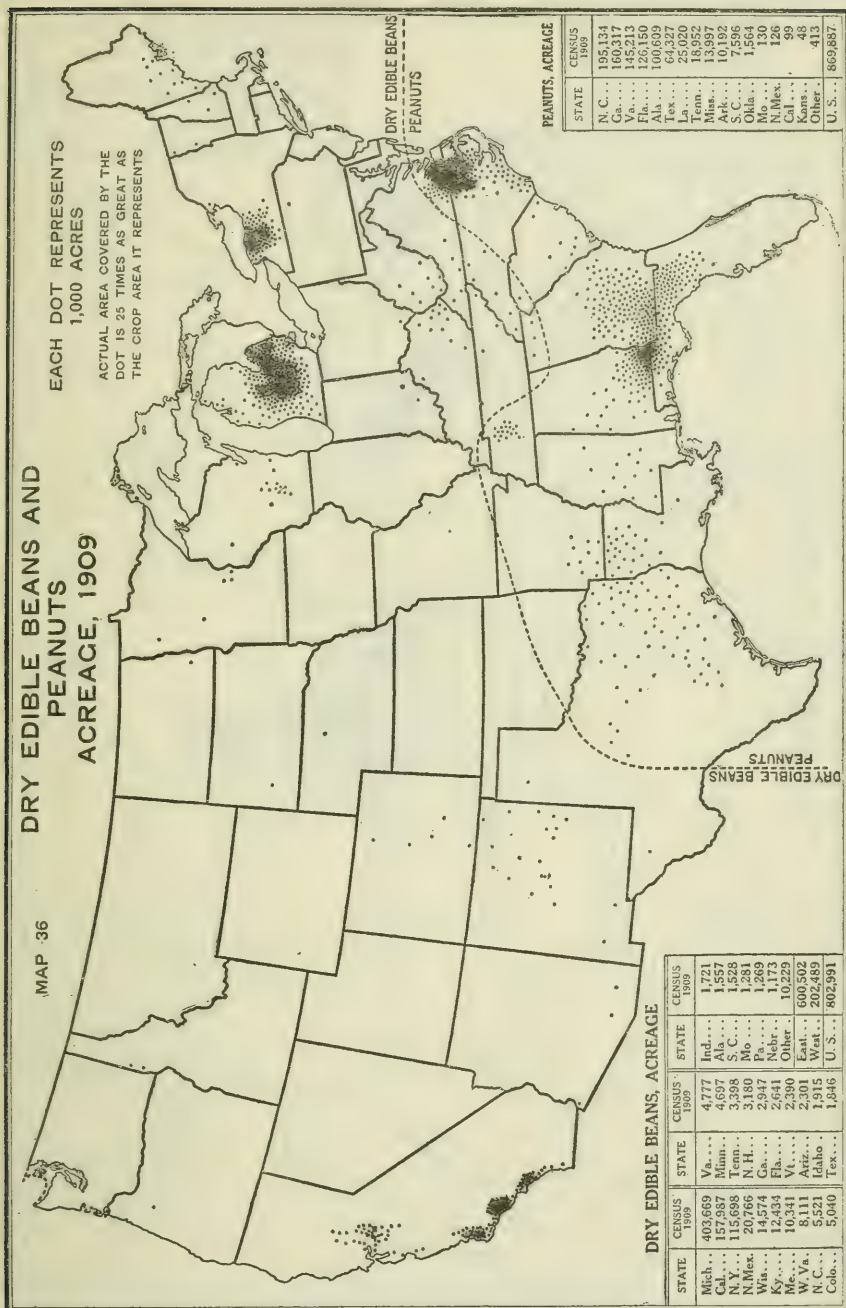 MAP 36
DRY EDIBLE BEANS AND
PEANUTS
ACREAGE, 1909
EACH DOT REPRESENTS
1,000 ACRES
ACTUAL AREA COVERED BY THE
DOT IS 25 TIMES AS GREAT AS
THE CROP AREA IT REPRESENTS
DRY EDIBLE BEANS
PEANUTS
DRY EDIBLE BEANS
PEANUTS
DRY EDIBLE BEANS, ACREAGE
STATE CENSUS 1909 STATE CENSUS 1909 STATE CENSUS 1909
Mich... 403,669 Va.... 4,777 Ind.... 1,721
Cal.... 157,987 Minn... 4,697 Ala.... 1,557
N. Y... 115,698 Tenn... 3,398 S. C... 1,528
N. Mex. 20,766 N. H... 3,180 Mo.... 1,281
Wis.... 14,574 Ga.... 2,947 Pa.... 1,269
Ky.... 12,434 Fla.... 2,641 Nebr... 1,173
Me.... 10,341 Vt.... 2,390 Other.. 10,229
W. Va. 8,111 Ariz... 2,301 East... 600,502
N. C... 5,521 Idaho . 1,915 West.. 202,489
Colo... 5,040 Tex... 1,846 U. S... 802,991
PEANUTS, ACREAGE
STATE CENSUS 1909
N. C.... 195,134
Ga..... 160,317
Va..... 145,213
Fla..... 126,150
Ala.... 100,609
Tex.... 64,327
La..... 25,020
Tenn... 18,952
Miss... 13,997
Ark.... 10,192
S. C... 7,596
Okla... 1,564
Mo..... 130
N. Mex. 126
Cal.... 99
Kans... 48
Other.. 413
U. S... 869,887